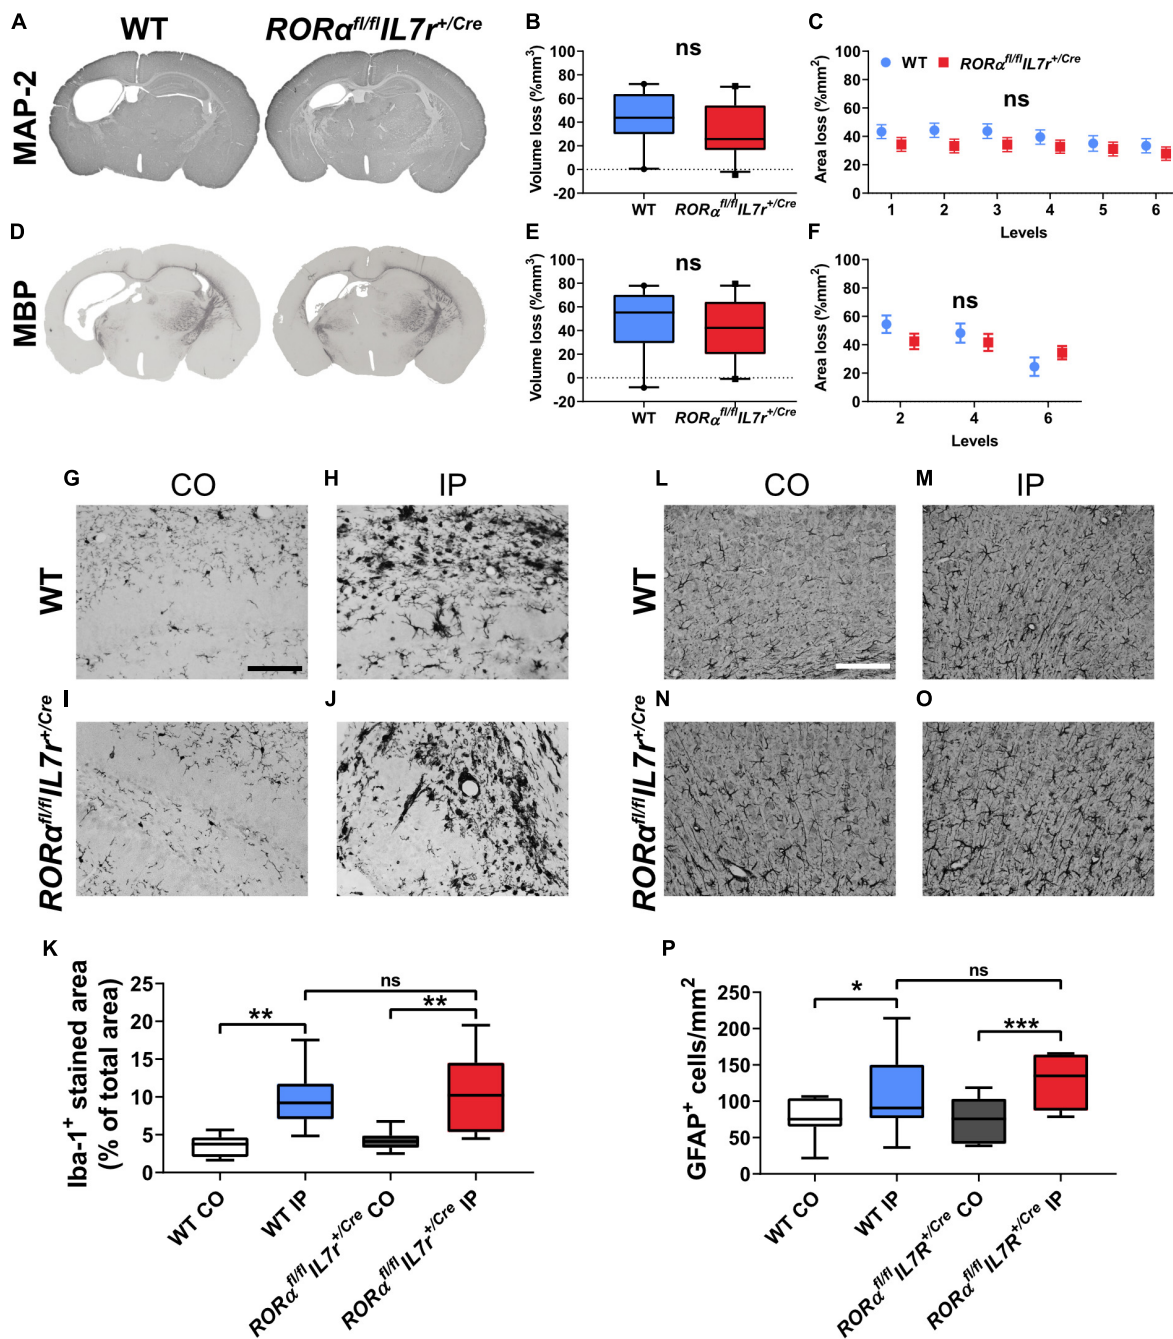 A
WT
RORα^fl/fl IL7r^+/Cre
MAP-2
B
ns
Volume loss (%mm³)
100
80
60
40
20
0
-20
WT
RORα^fl/fl IL7r^+/Cre
C
WT
RORα^fl/fl IL7r^+/Cre
ns
Area loss (%mm²)
100
80
60
40
20
0
1 2 3 4 5 6
Levels
D
MBP
E
ns
Volume loss (%mm³)
100
80
60
40
20
0
-20
WT
RORα^fl/fl IL7r^+/Cre
F
ns
Area loss (%mm²)
100
80
60
40
20
0
2 4 6
Levels
G
CO
H
IP
WT
I
J
RORα^fl/fl IL7r^+/Cre
L
CO
M
IP
WT
N
O
RORα^fl/fl IL7r^+/Cre
K
Iba-1⁺ stained area
(% of total area)
25
20
15
10
5
0
**
ns
**
WT CO
WT IP
RORα^fl/fl IL7r^+/Cre CO
RORα^fl/fl IL7r^+/Cre IP
P
GFAP⁺ cells/mm²
250
200
150
100
50
0
*
ns
***
WT CO
WT IP
RORα^fl/fl IL7R^+/Cre CO
RORα^fl/fl IL7R^+/Cre IP